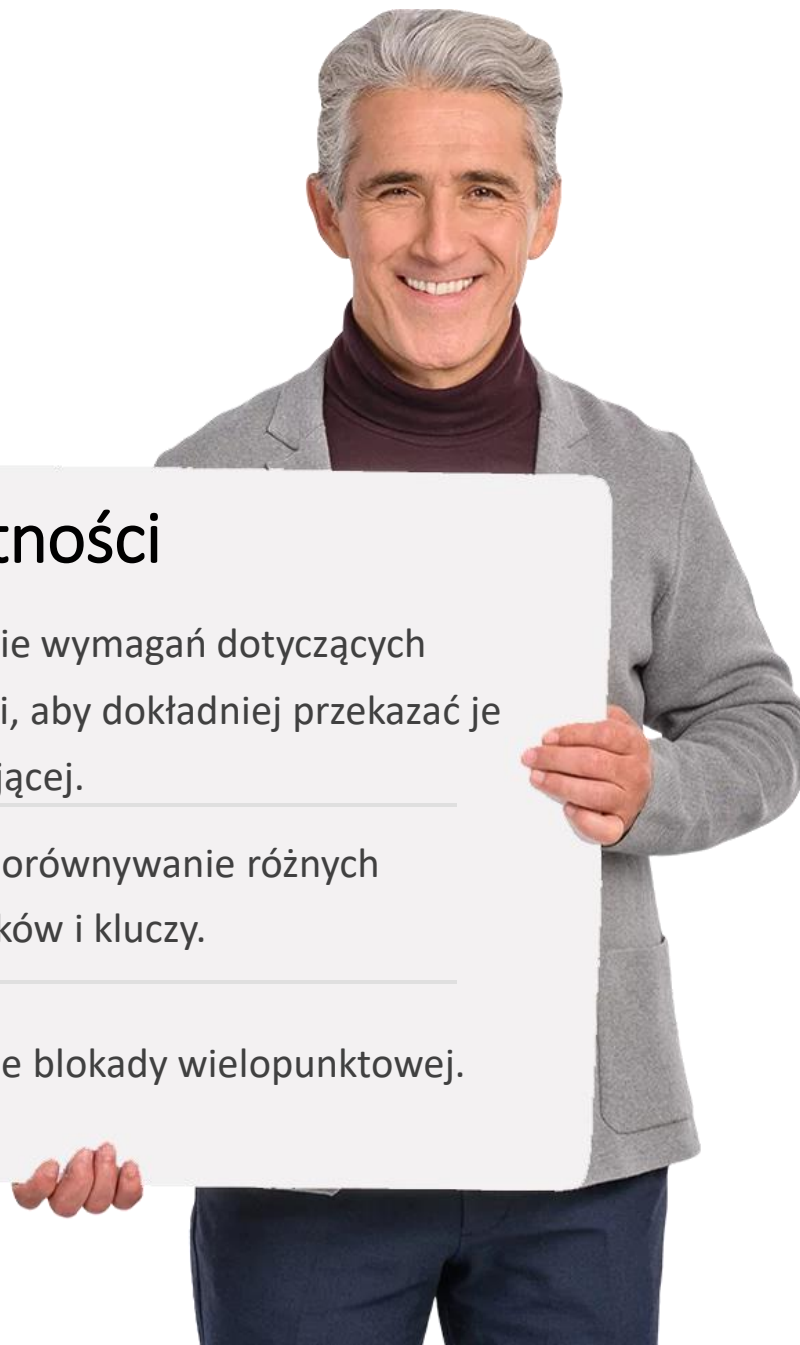 tności
ie wymagań dotyczących
i, aby dokładniej przekazać je
jącej.
orównywanie różnych
ków i kluczy.
e blokady wielopunktowej.